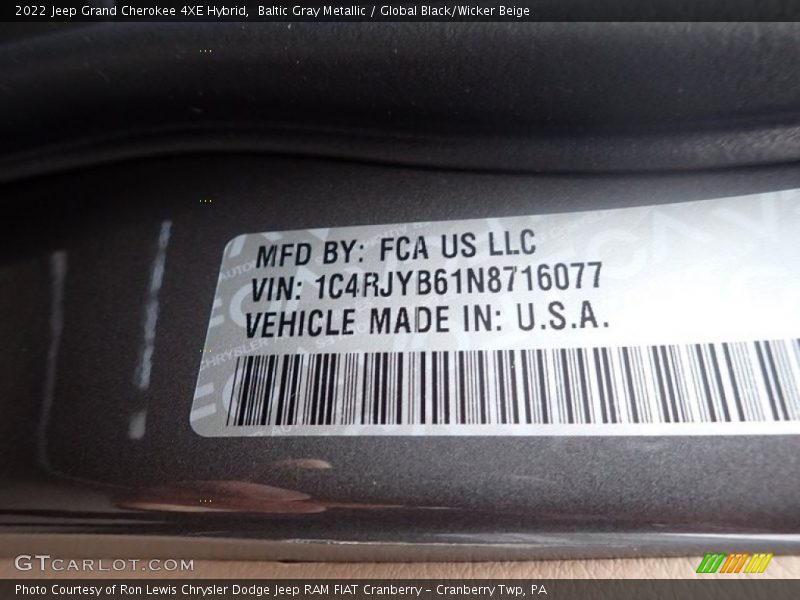 2022 Jeep Grand Cherokee 4XE Hybrid,  Baltic Gray Metallic / Global Black/Wicker Beige
MFD BY: FCA US LLC
VIN: 1C4RJYB61N8716077
VEHICLE MADE IN: U.S.A.
GTCARLOT.COM
Photo Courtesy of Ron Lewis Chrysler Dodge Jeep RAM FIAT Cranberry - Cranberry Twp, PA